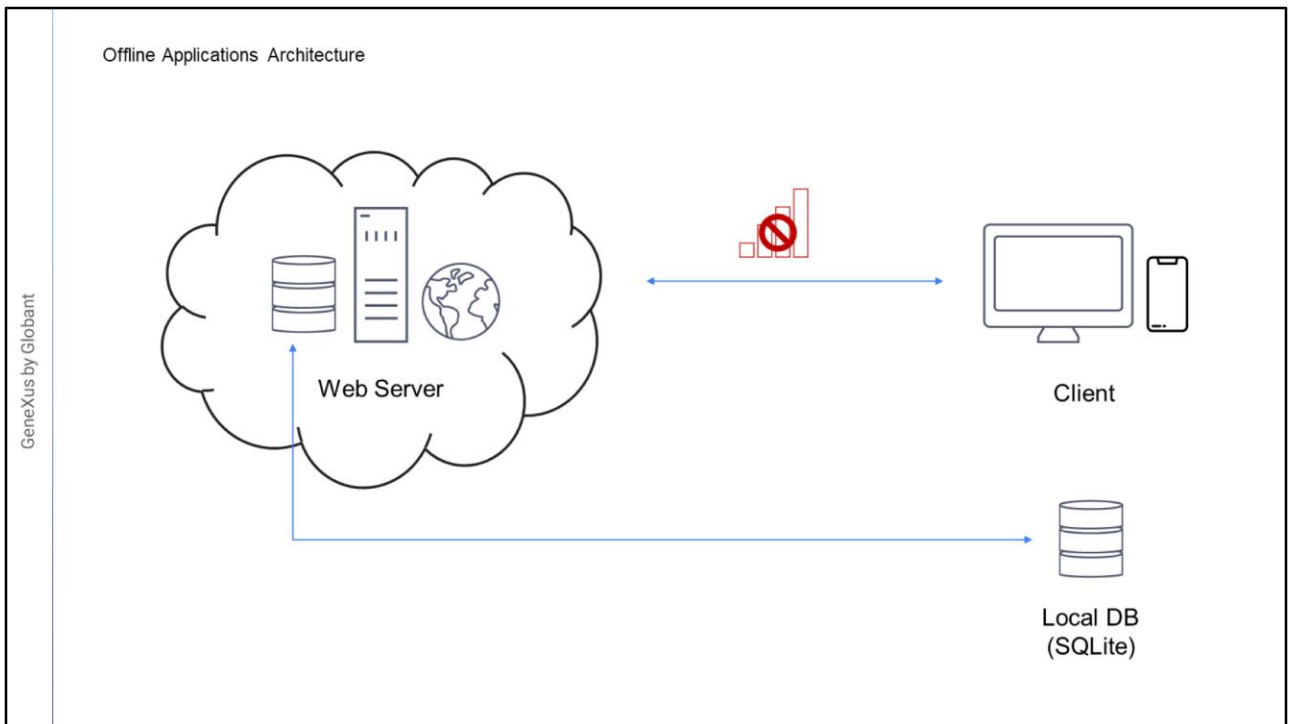 Offline Applications Architecture
GeneXus by Globant
Web Server
Client
Local DB
(SQLite)